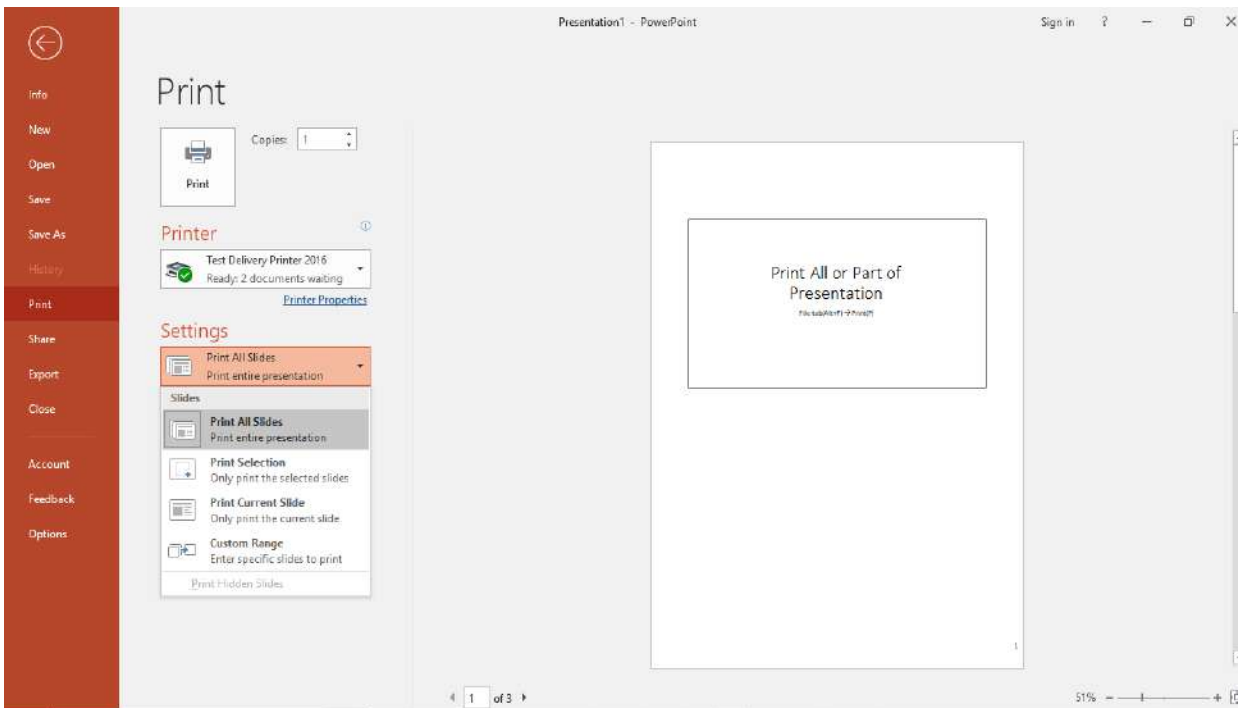 Presentation1 - PowerPoint
Sign in ?
Info
New
Open
Save
Save As
History
Print
Share
Export
Close
Account
Feedback
Options
Print
Copies: 1
Print
Printer
Test Delivery Printer 2016
Ready: 2 documents waiting
Printer Properties
Settings
Print All Slides
Print entire presentation
Slides
Print All Slides
Print entire presentation
Print Selection
Only print the selected slides
Print Current Slide
Only print the current slide
Custom Range
Enter specific slides to print
Print Hidden Slides
Print All or Part of
Presentation
1
1 of 3
51%